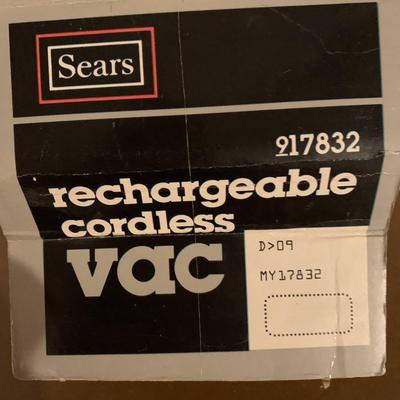 Sears
917832
rechargeable
cordless
vac
D>09
MY17832